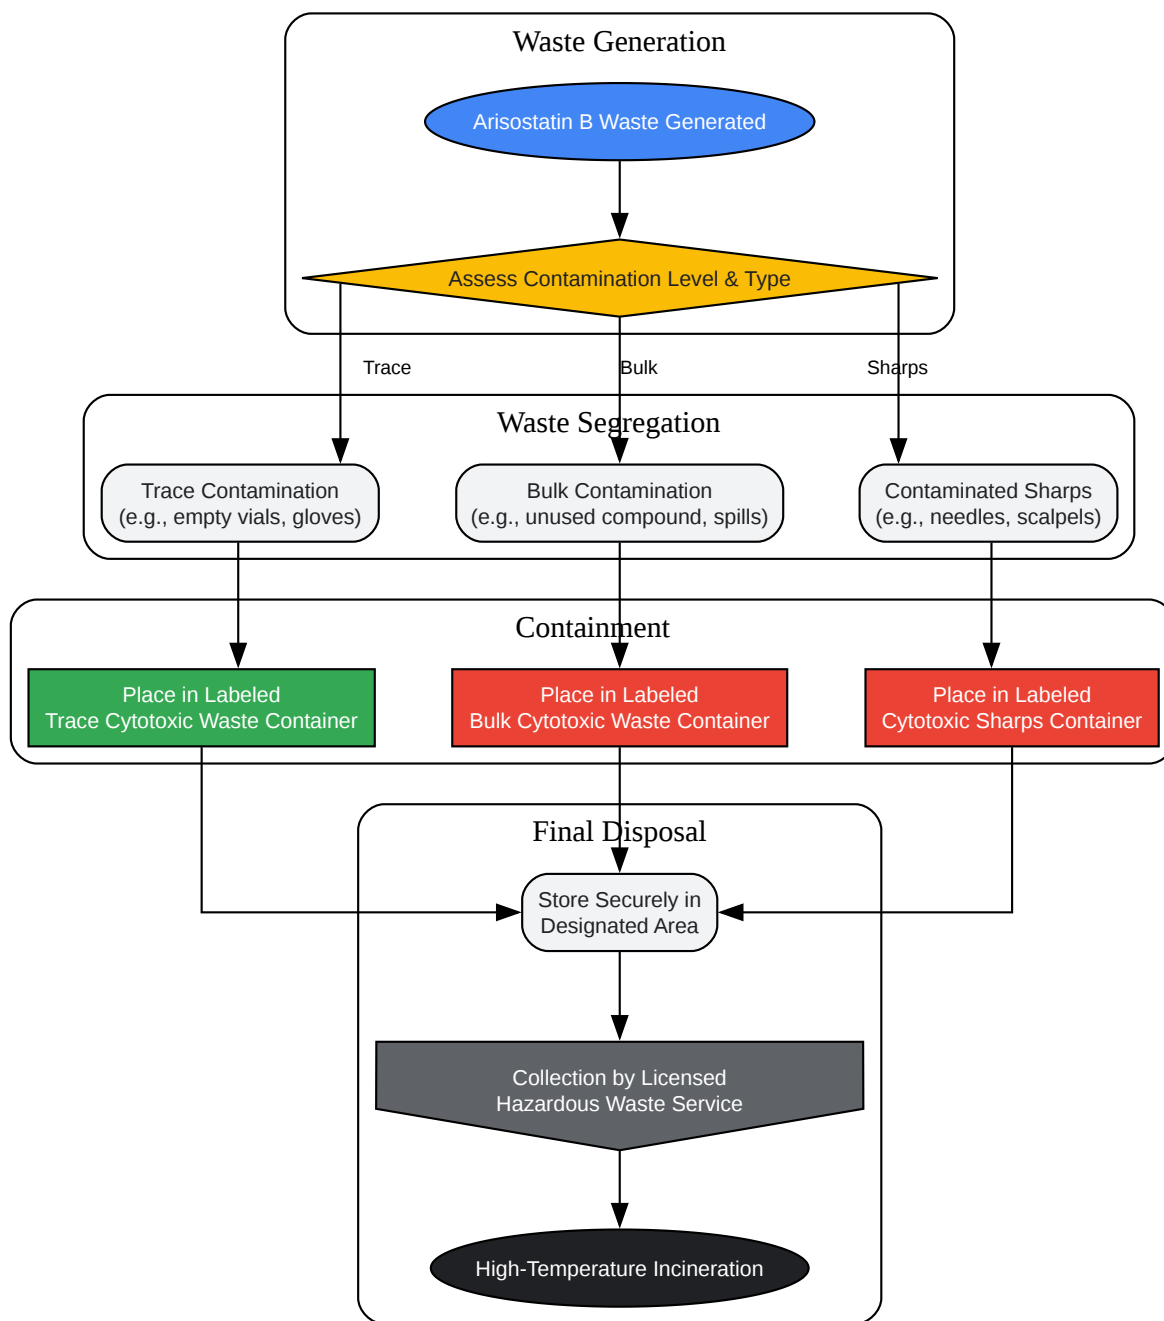 Waste Generation
Arisostatin B Waste Generated
Assess Contamination Level & Type
Trace
Bulk
Sharps
Waste Segregation
Trace Contamination
(e.g., empty vials, gloves)
Bulk Contamination
(e.g., unused compound, spills)
Contaminated Sharps
(e.g., needles, scalpels)
Containment
Place in Labeled
Trace Cytotoxic Waste Container
Place in Labeled
Bulk Cytotoxic Waste Container
Place in Labeled
Cytotoxic Sharps Container
Final Disposal
Store Securely in
Designated Area
Collection by Licensed
Hazardous Waste Service
High-Temperature Incineration